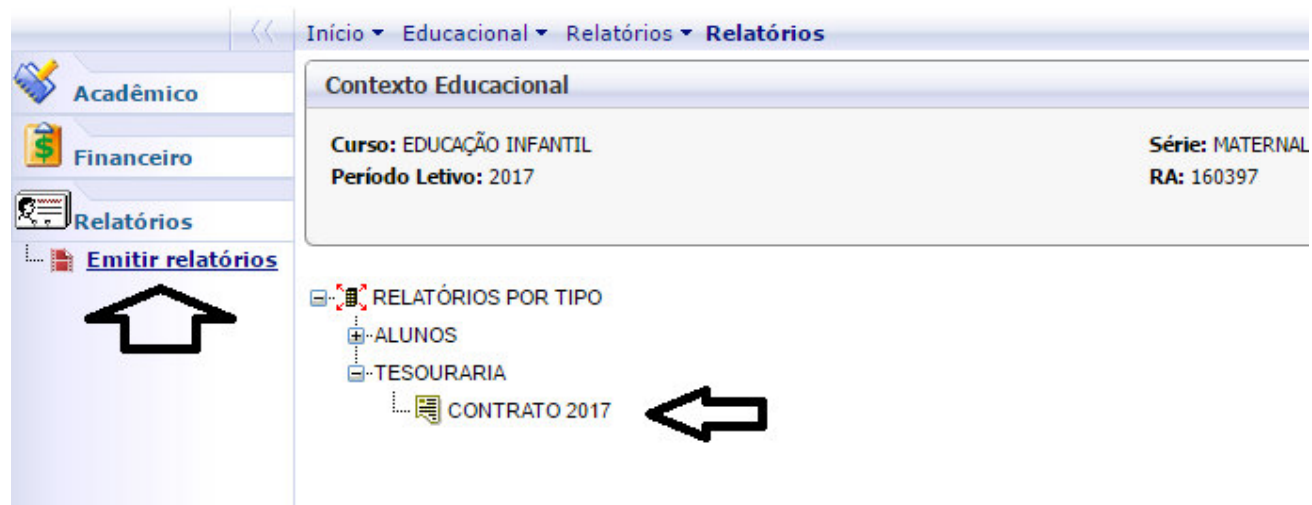 Início Educacional Relatórios Relatórios
Acadêmico
Financeiro
Relatórios
Emitir relatórios
Contexto Educacional
Curso: EDUCAÇÃO INFANTIL
Série: MATERNAL
Período Letivo: 2017
RA: 160397
RELATÓRIOS POR TIPO
ALUNOS
TESOURARIA
CONTRATO 2017